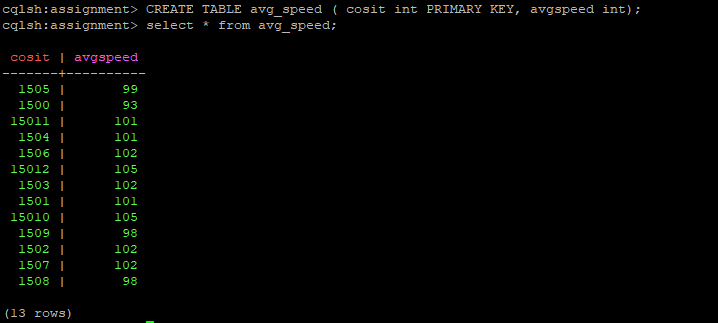 cqlsh:assignment> CREATE TABLE avg_speed ( cosit int PRIMARY KEY, avgspeed int);
cqlsh:assignment> select * from avg_speed;
cosit | avgspeed
-------+----------
1505 | 99
1500 | 93
15011 | 101
1504 | 101
1506 | 102
15012 | 105
1503 | 102
1501 | 101
15010 | 105
1509 | 98
1502 | 102
1507 | 102
1508 | 98
(13 rows)